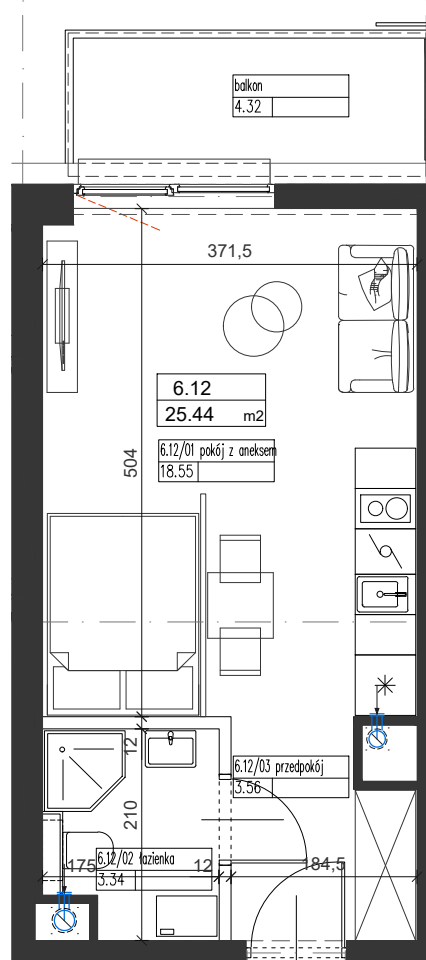 balkon
4.32
371,5
6.12
25.44 m2
6.12/01 pokój z aneksem
18.55
504
12
6.12/03 przedpokój
3.56
210
6.12/02 łazienka
3.34
175
12
184,5